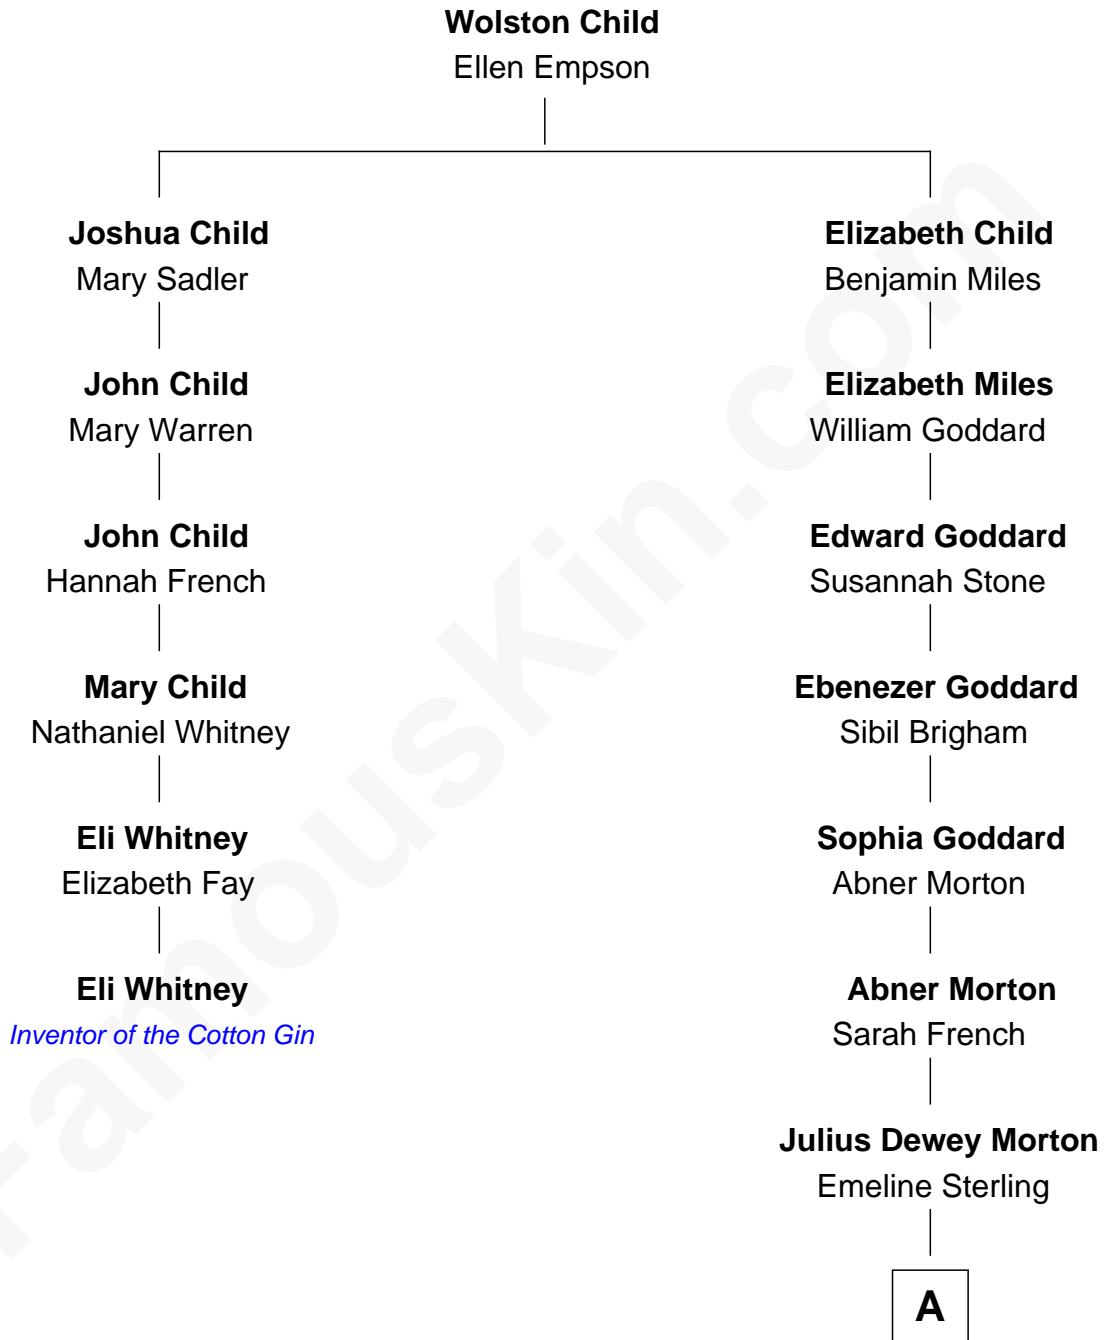 Wolston Child
Ellen Empson
Joshua Child
Mary Sadler
Elizabeth Child
Benjamin Miles
John Child
Mary Warren
Elizabeth Miles
William Goddard
John Child
Hannah French
Edward Goddard
Susannah Stone
Mary Child
Nathaniel Whitney
Ebenezer Goddard
Sibil Brigham
Eli Whitney
Elizabeth Fay
Sophia Goddard
Abner Morton
Eli Whitney
Inventor of the Cotton Gin
Abner Morton
Sarah French
Julius Dewey Morton
Emeline Sterling
A
FamousKin.com